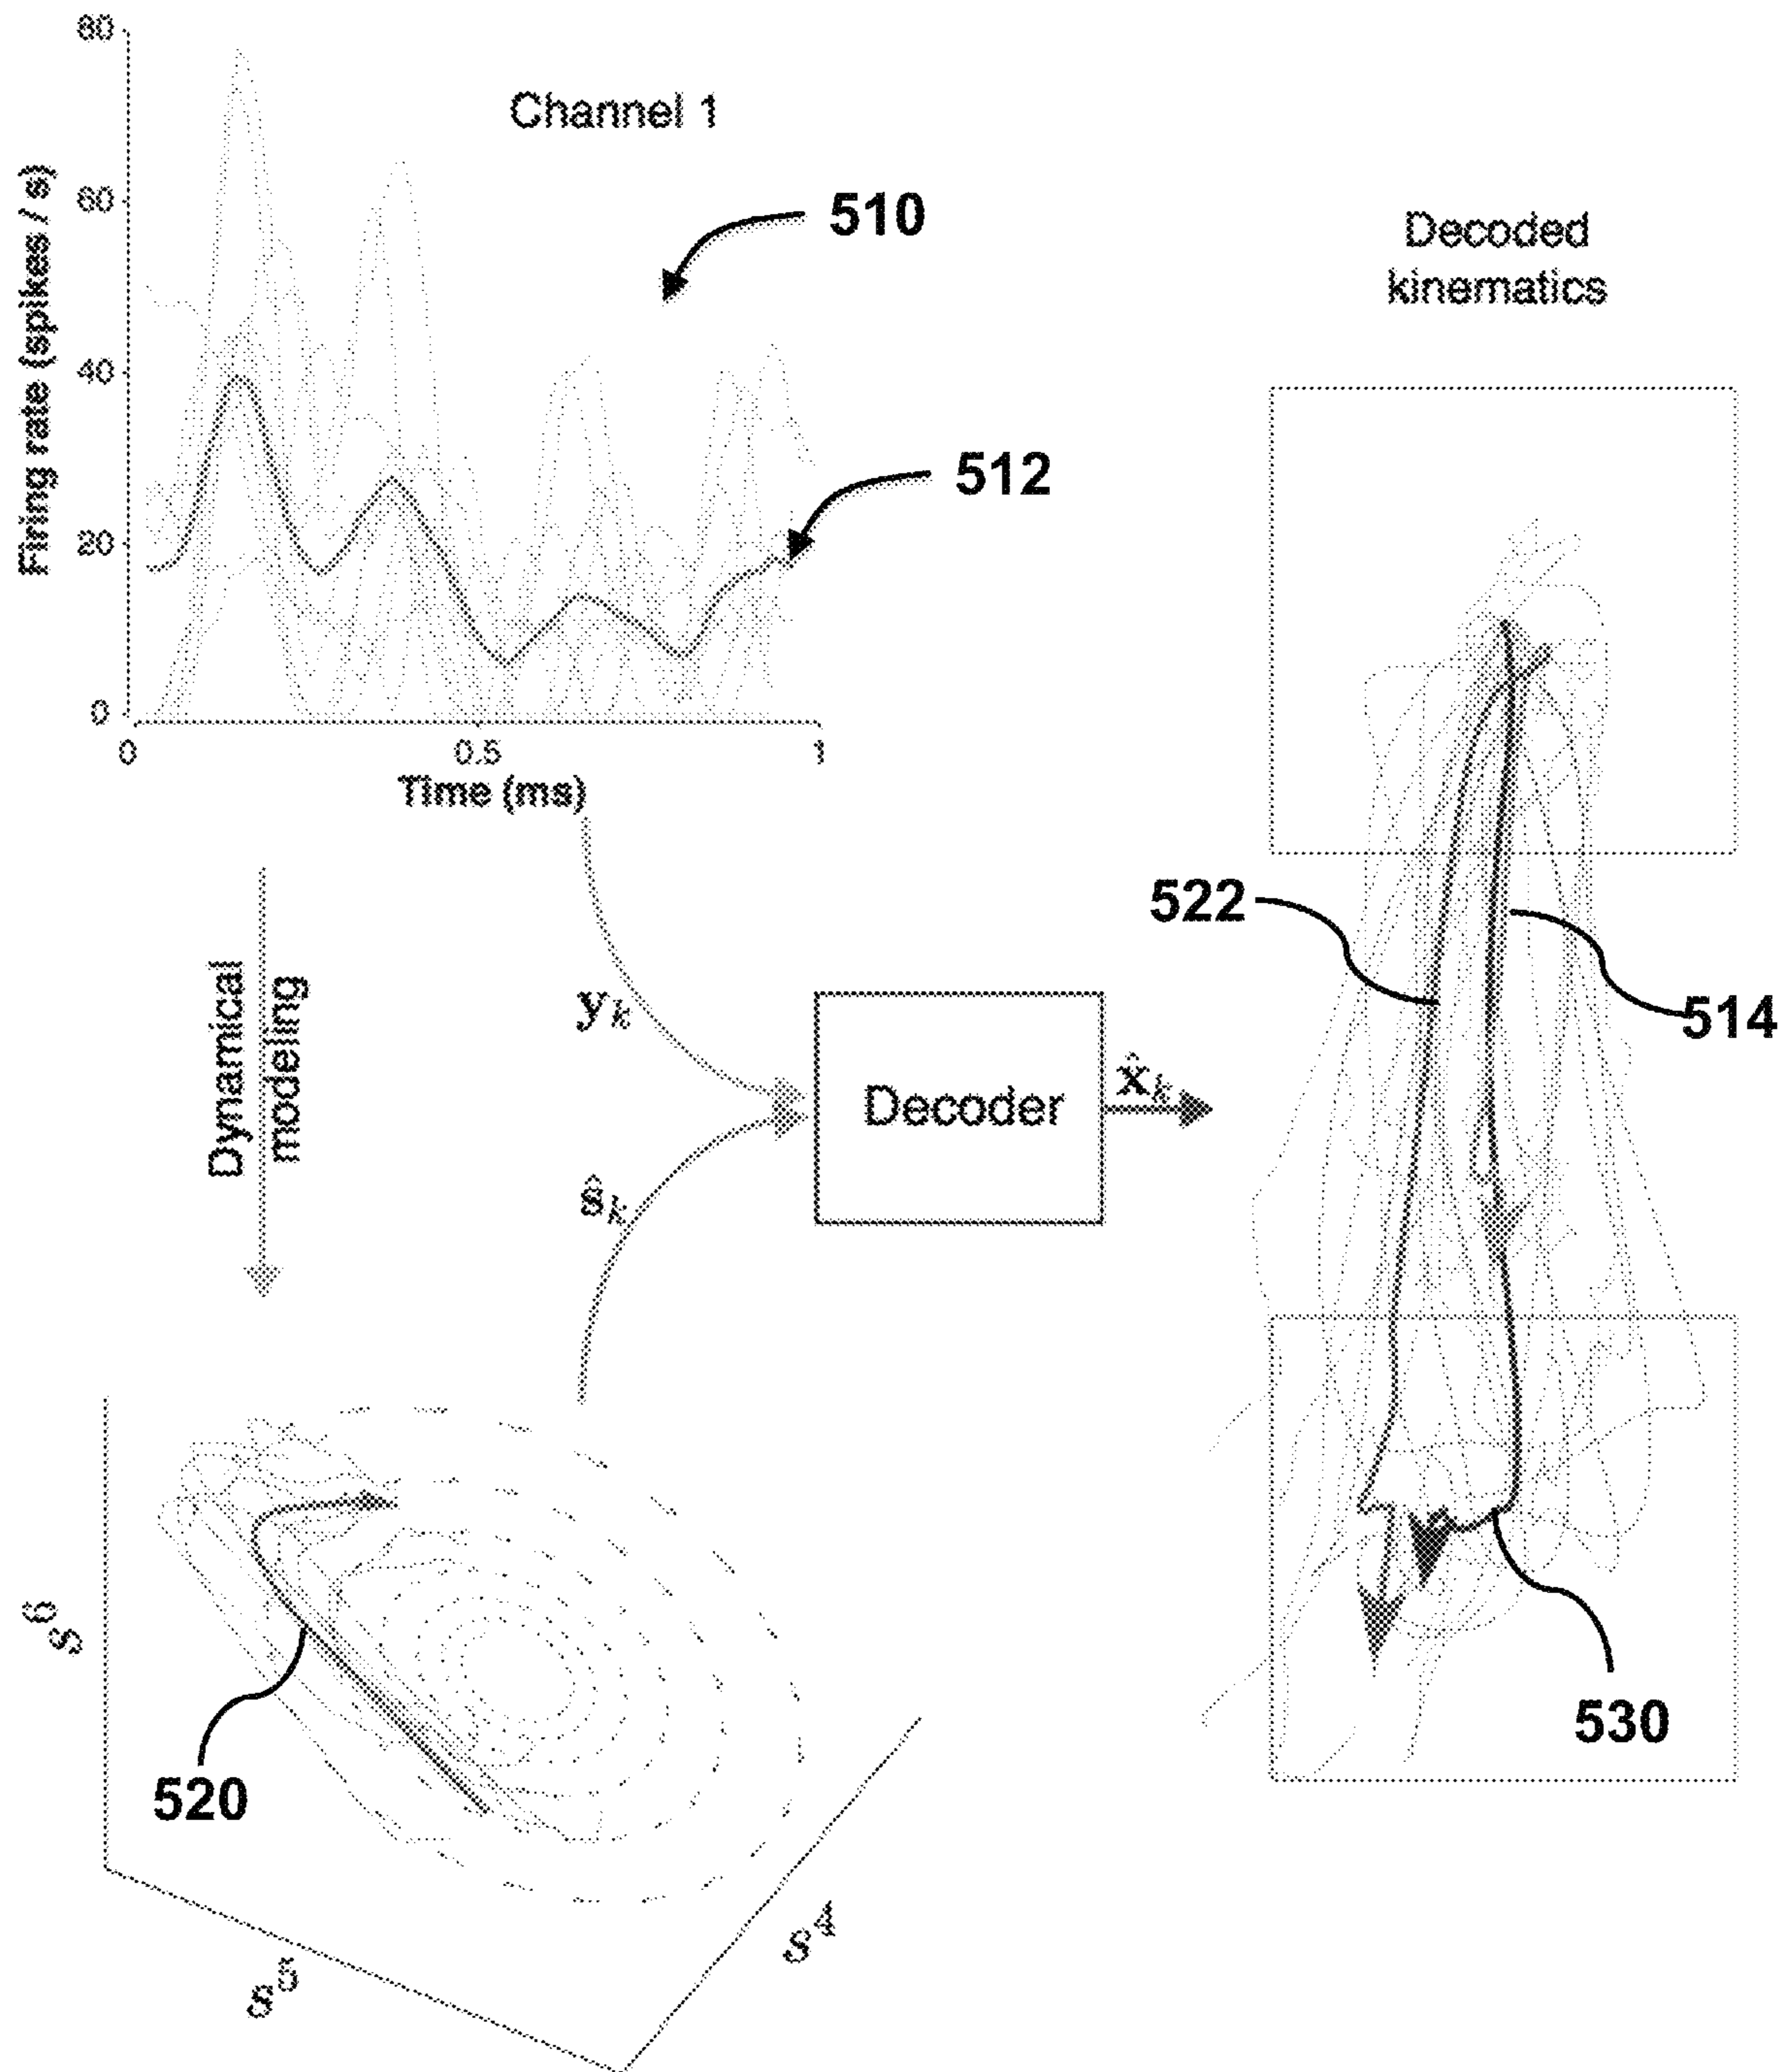 Channel 1
Firing rate (spikes / s)
80
60
40
20
0
0
0.5
1
Time (ms)
510
512
Decoded
kinematics
522
514
Dynamical
modeling
y_k
ŝ_k
Decoder
x̂_k
530
520
s^6
s^5
s^4